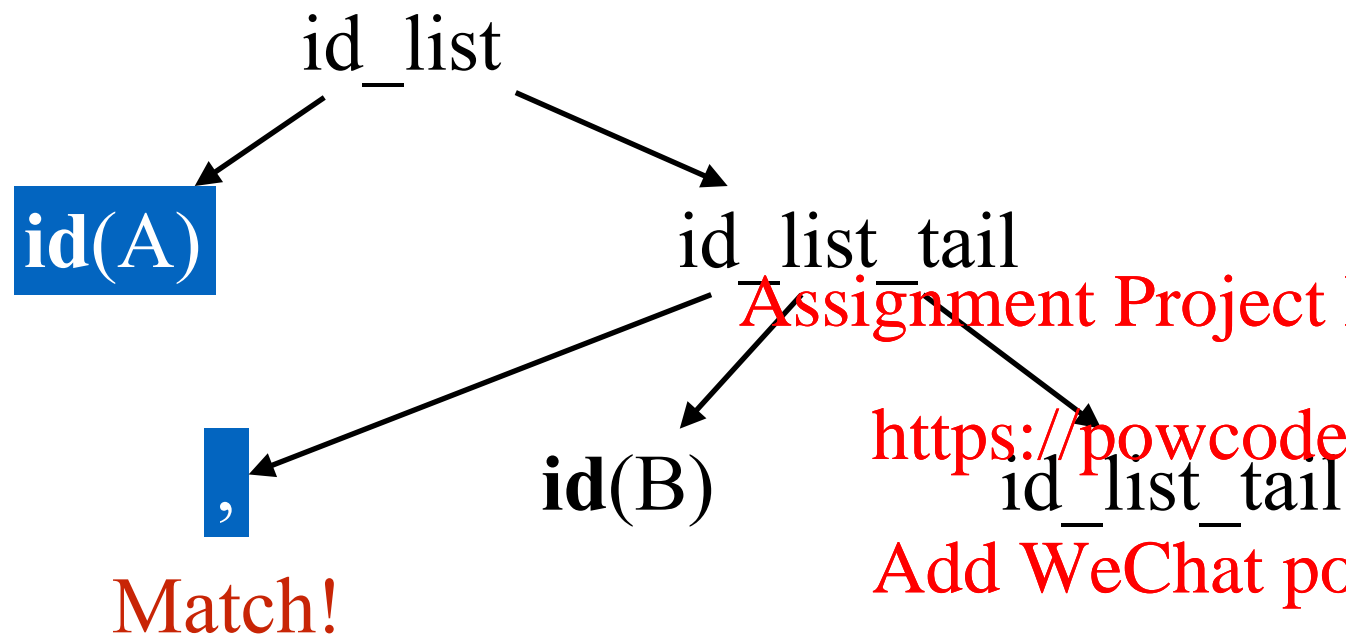 id_list
id(A)
id_list_tail
Assignment Project
https://powcode
, id(B) id_list_tail
Add WeChat po
Match!